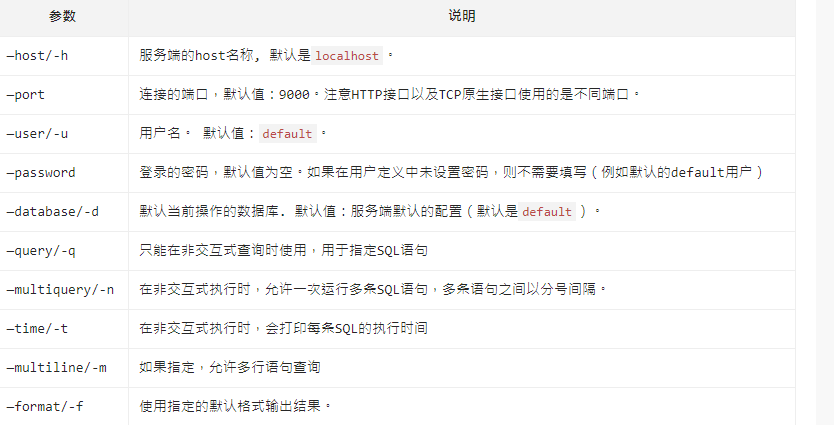 参数 说明
—host/-h 服务端的host名称, 默认是 localhost 。
—port 连接的端口，默认值：9000。注意HTTP接口以及TCP原生接口使用的是不同端口。
—user/-u 用户名。 默认值： default 。
—password 登录的密码，默认值为空。如果在用户定义中未设置密码，则不需要填写（例如默认的default用户）
—database/-d 默认当前操作的数据库. 默认值：服务端默认的配置（默认是 default ）。
—query/-q 只能在非交互式查询时使用，用于指定SQL语句
—multiquery/-n 在非交互式执行时，允许一次运行多条SQL语句，多条语句之间以分号间隔。
—time/-t 在非交互式执行时，会打印每条SQL的执行时间
—multiline/-m 如果指定，允许多行语句查询
—format/-f 使用指定的默认格式输出结果。